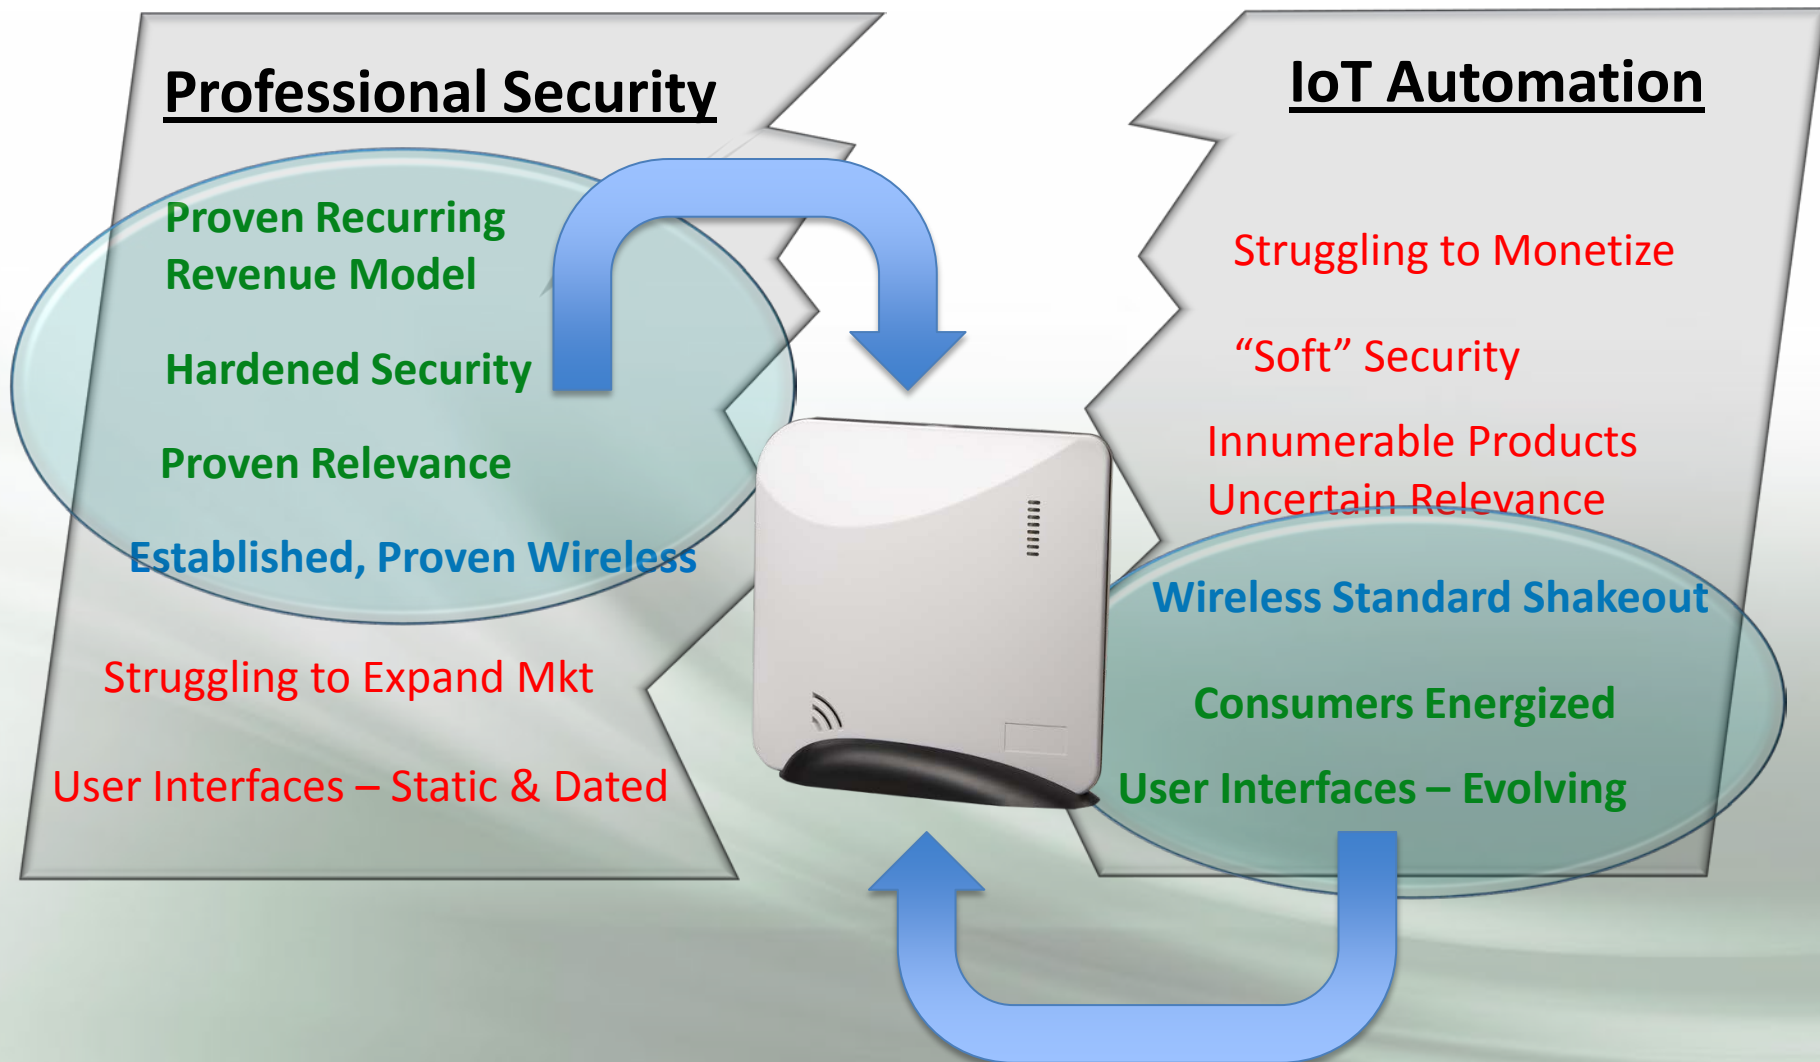 Professional Security
Proven Recurring
Revenue Model
Hardened Security
Proven Relevance
Established, Proven Wireless
Struggling to Expand Mkt
User Interfaces – Static & Dated
IoT Automation
Struggling to Monetize
“Soft” Security
Innumerable Products
Uncertain Relevance
Wireless Standard Shakeout
Consumers Energized
User Interfaces – Evolving